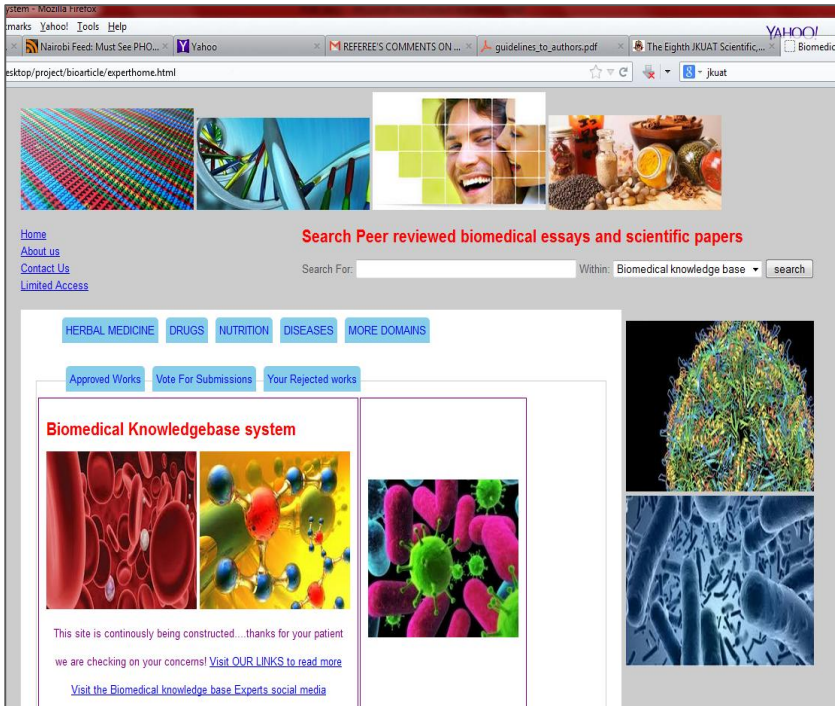 ystem - Mozilla Firefox
rmarks Yahoo! Tools Help
YAHOO!
Nairobi Feed: Must See PHO... × Yahoo × REFEREE'S COMMENTS ON ... × guidelines_to_authors.pdf × The Eighth JKUAT Scientific,... × Biomedic
esktop/project/bioarticle/experthome.html jkuat
Home
About us
Contact Us
Limited Access
Search Peer reviewed biomedical essays and scientific papers
Search For: Within: Biomedical knowledge base search
HERBAL MEDICINE DRUGS NUTRITION DISEASES MORE DOMAINS
Approved Works Vote For Submissions Your Rejected works
Biomedical Knowledgebase system
This site is continously being constructed....thanks for your patient
we are checking on your concerns! Visit OUR LINKS to read more
Visit the Biomedical knowledge base Experts social media